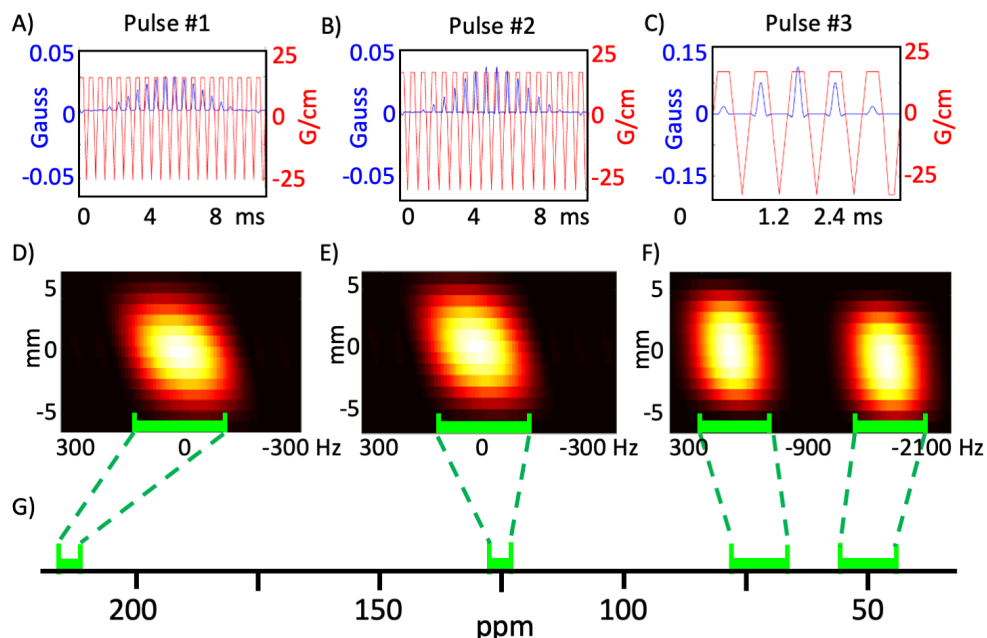 A) Pulse #1
B) Pulse #2
C) Pulse #3
0.05
0
-0.05
Gauss
25
0
-25
G/cm
0 4 8 ms
0.05
0
-0.05
Gauss
25
0
-25
G/cm
0 4 8 ms
0.15
0
-0.15
Gauss
25
0
-25
G/cm
0 1.2 2.4 ms
D)
5
0
-5
mm
300 0 -300 Hz
E)
5
0
-5
mm
300 0 -300 Hz
F)
5
0
-5
mm
300 -900 -2100 Hz
G)
200 150 100 50
ppm